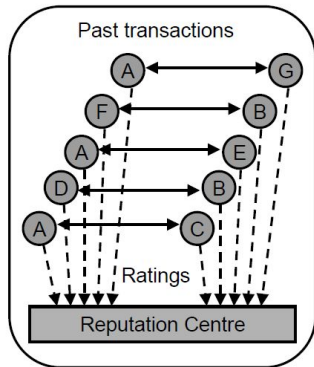 Past transactions
A G
F B
A E
D B
A C
Ratings
Reputation Centre